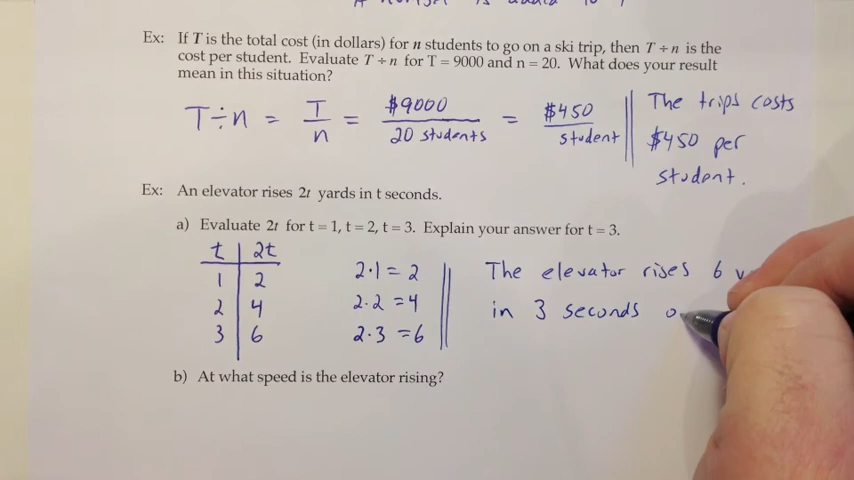 Ex: If T is the total cost (in dollars) for n students to go on a ski trip, then T ÷ n is the
cost per student. Evaluate T ÷ n for T = 9000 and n = 20. What does your result
mean in this situation?
T÷n = T/n = $9000/20 students = $450/student
The trips costs
$450 per
student.
Ex: An elevator rises 2t yards in t seconds.
a) Evaluate 2t for t = 1, t = 2, t = 3. Explain your answer for t = 3.
t 2t
1 2 2·1 = 2
2 4 2·2 = 4
3 6 2·3 = 6
The elevator rises 6
in 3 seconds
b) At what speed is the elevator rising?